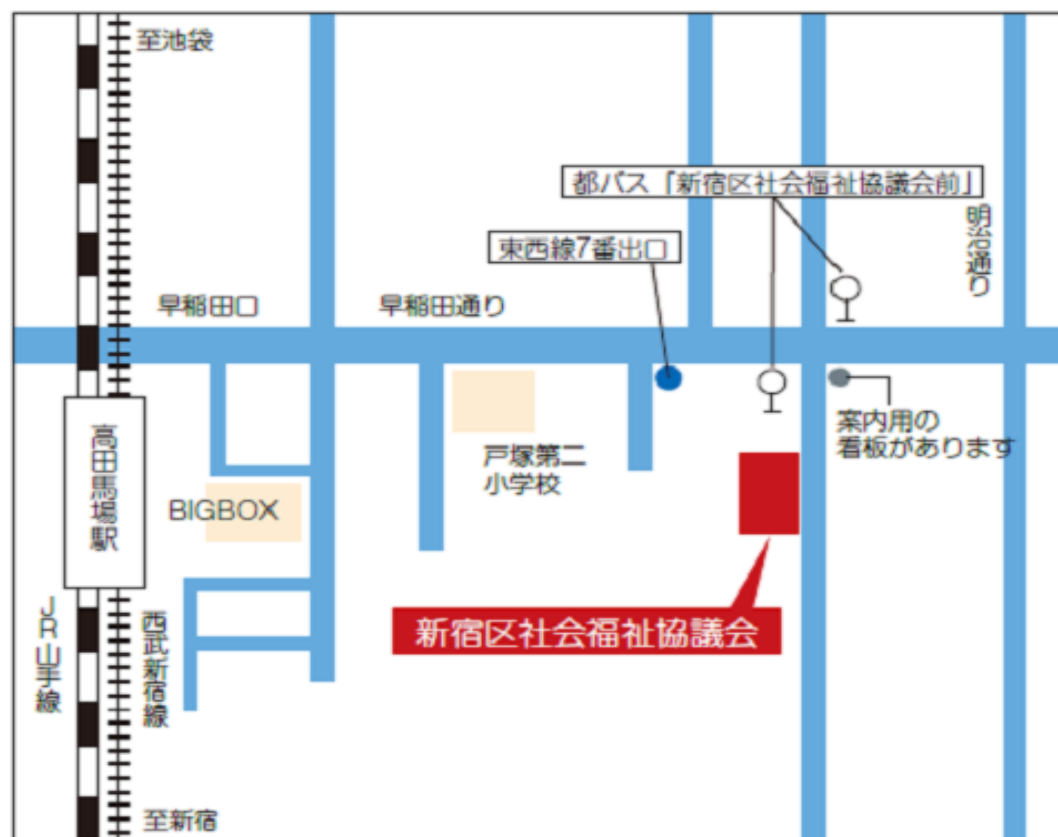 至池袋
都バス「新宿区社会福祉協議会前」
明治通り
東西線7番出口
早稲田口
早稲田通り
案内用の
看板があります
高田馬場駅
戸塚第二
小学校
BIGBOX
新宿区社会福祉協議会
JR山手線
西武新宿線
至新宿